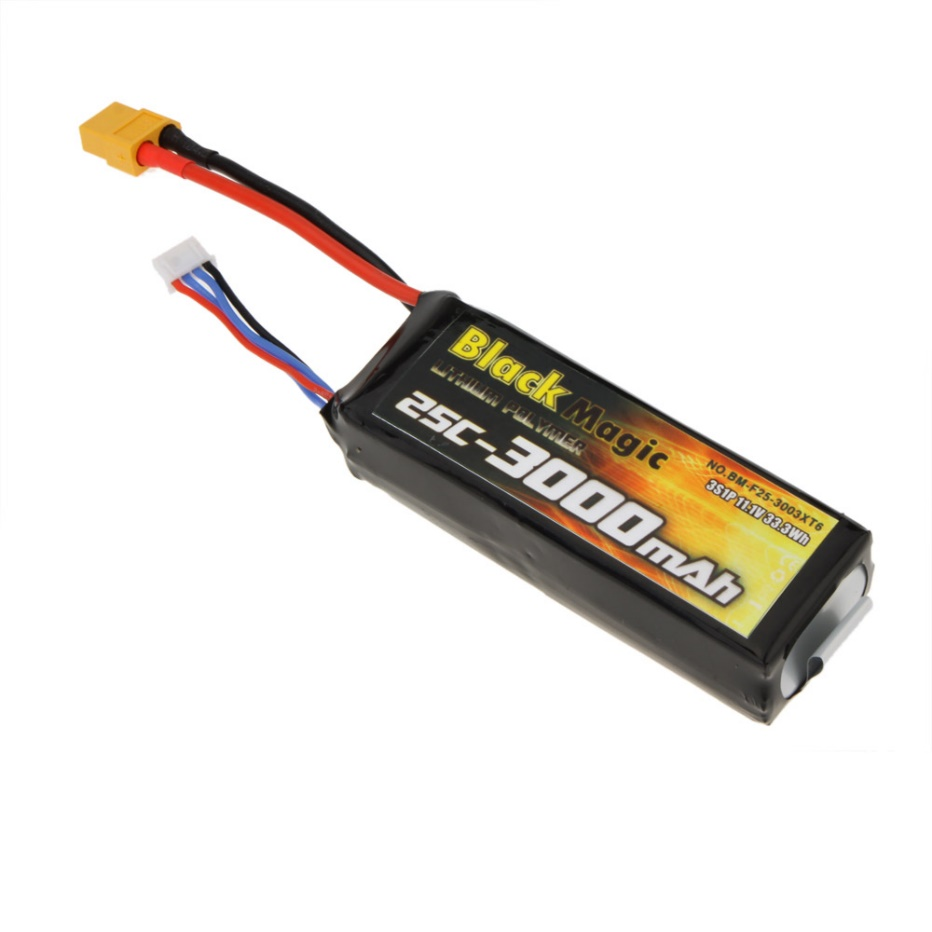 Black Magic
LITHIUM POLYMER
25C-3000mAh
NO.BM-F25-3003XT6
3S1P 11.1V 33.3Wh